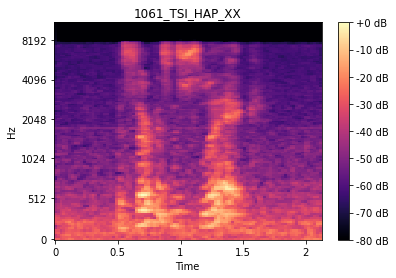 1061_TSI_HAP_XX
8192
4096
2048
1024
512
0
Hz
0
0.5
1
1.5
2
Time
+0 dB
-10 dB
-20 dB
-30 dB
-40 dB
-50 dB
-60 dB
-70 dB
-80 dB